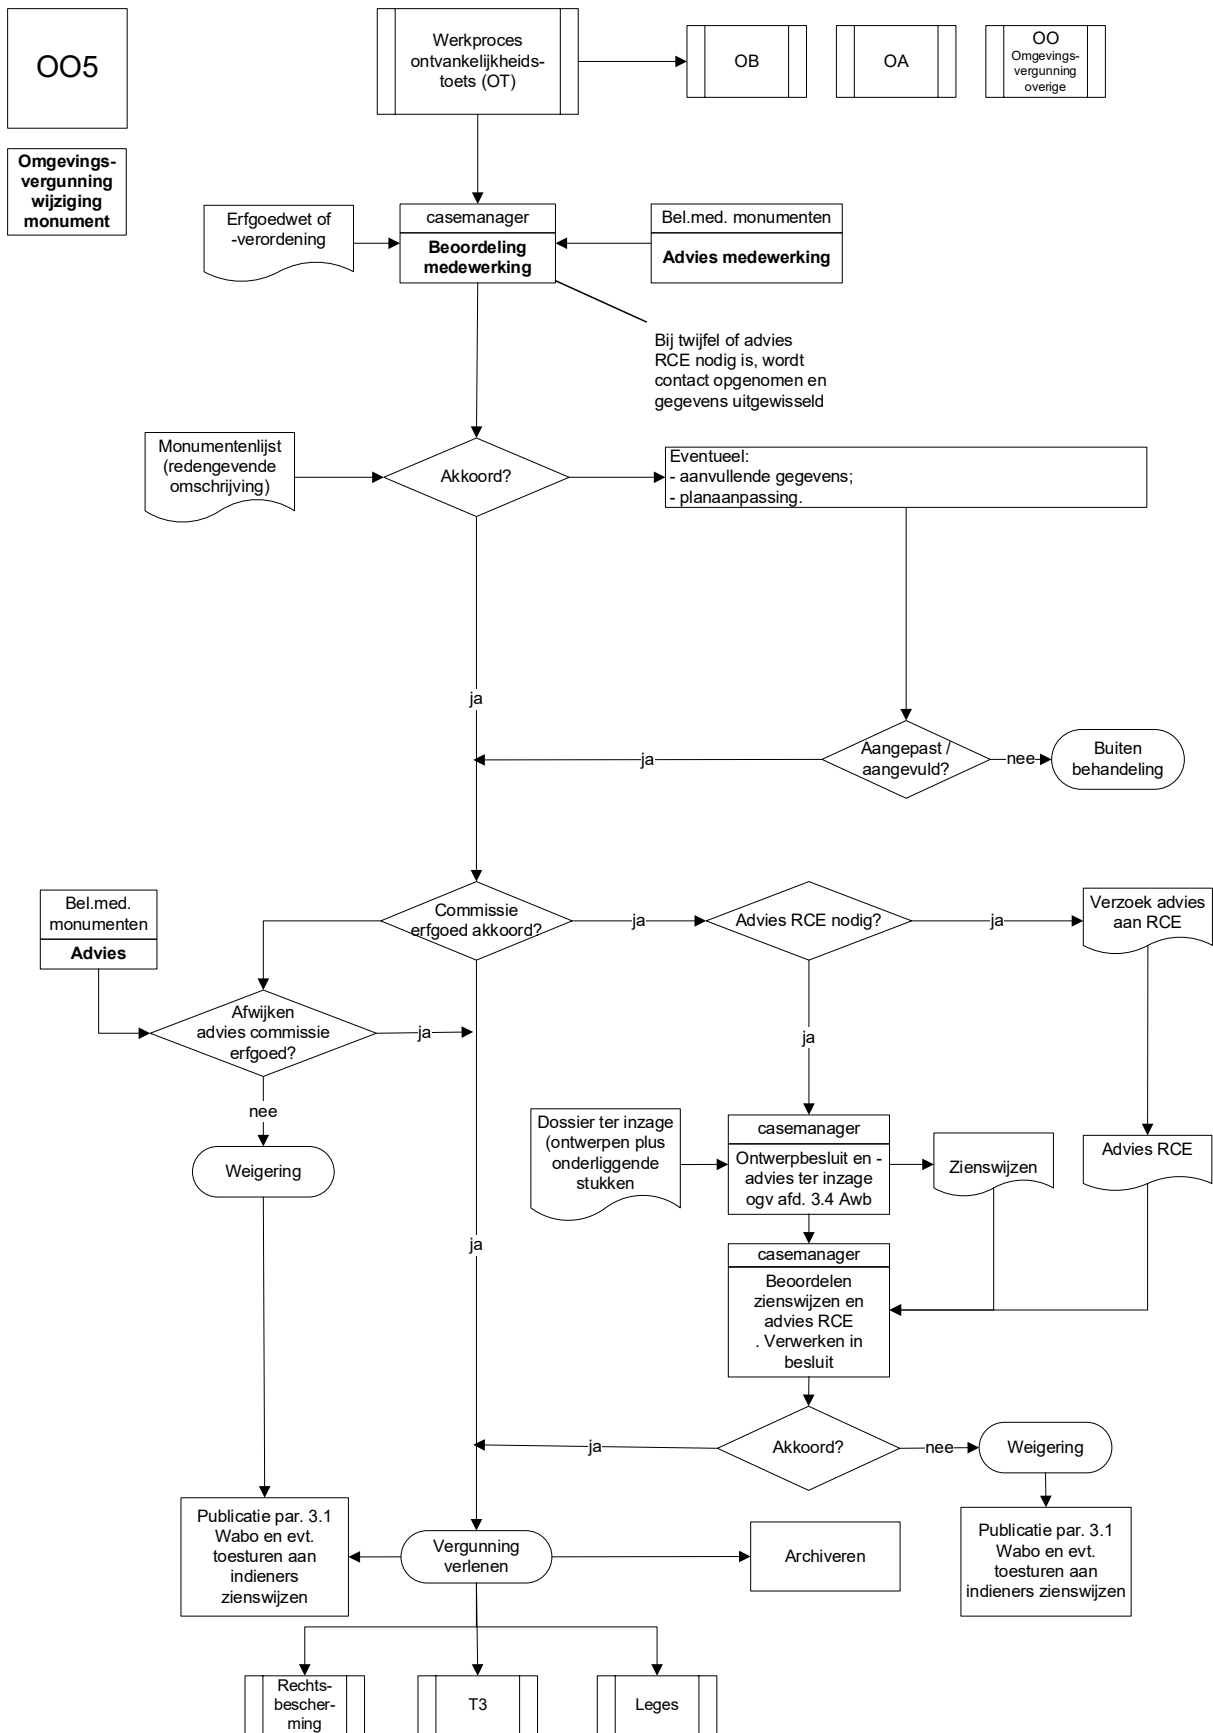 OO5
Werkproces
ontvankelijkheids-
toets (OT)
OB
OA
OO
Omgevings-
vergunning
overige
Omgevings-
vergunning
wijziging
monument
Erfgoedwet of
-verordening
casemanager
Beoordeling
medewerking
Bel.med. monumenten
Advies medewerking
Bij twijfel of advies
RCE nodig is, wordt
contact opgenomen en
gegevens uitgewisseld
Monumentenlijst
(redengevende
omschrijving)
Akkoord?
Eventueel:
- aanvullende gegevens;
- planaanpassing.
ja
Aangepast /
aangevuld?
ja
nee
Buiten
behandeling
Bel.med.
monumenten
Advies
Commissie
erfgoed akkoord?
ja
Advies RCE nodig?
ja
Verzoek advies
aan RCE
Afwijken
advies commissie
erfgoed?
ja
ja
nee
Dossier ter inzage
(ontwerpen plus
onderliggende
stukken
casemanager
Ontwerpbesluit en -
advies ter inzage
ogv afd. 3.4 Awb
Zienswijzen
Advies RCE
Weigering
ja
casemanager
Beoordelen
zienswijzen en
advies RCE
. Verwerken in
besluit
ja
Akkoord?
nee
Weigering
Publicatie par. 3.1
Wabo en evt.
toesturen aan
indieners
zienswijzen
Vergunning
verlenen
Archiveren
Publicatie par. 3.1
Wabo en evt.
toesturen aan
indieners zienswijzen
Rechts-
bescher-
ming
T3
Leges